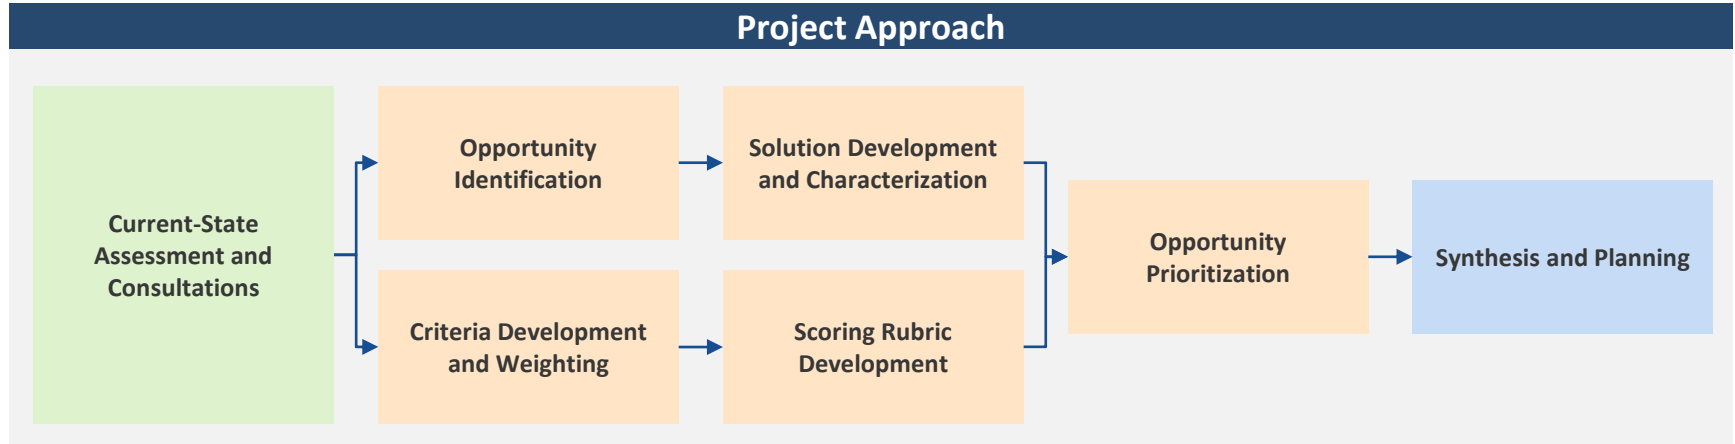 Project Approach
Current-State
Assessment and
Consultations
Opportunity
Identification
Solution Development
and Characterization
Criteria Development
and Weighting
Scoring Rubric
Development
Opportunity
Prioritization
Synthesis and Planning